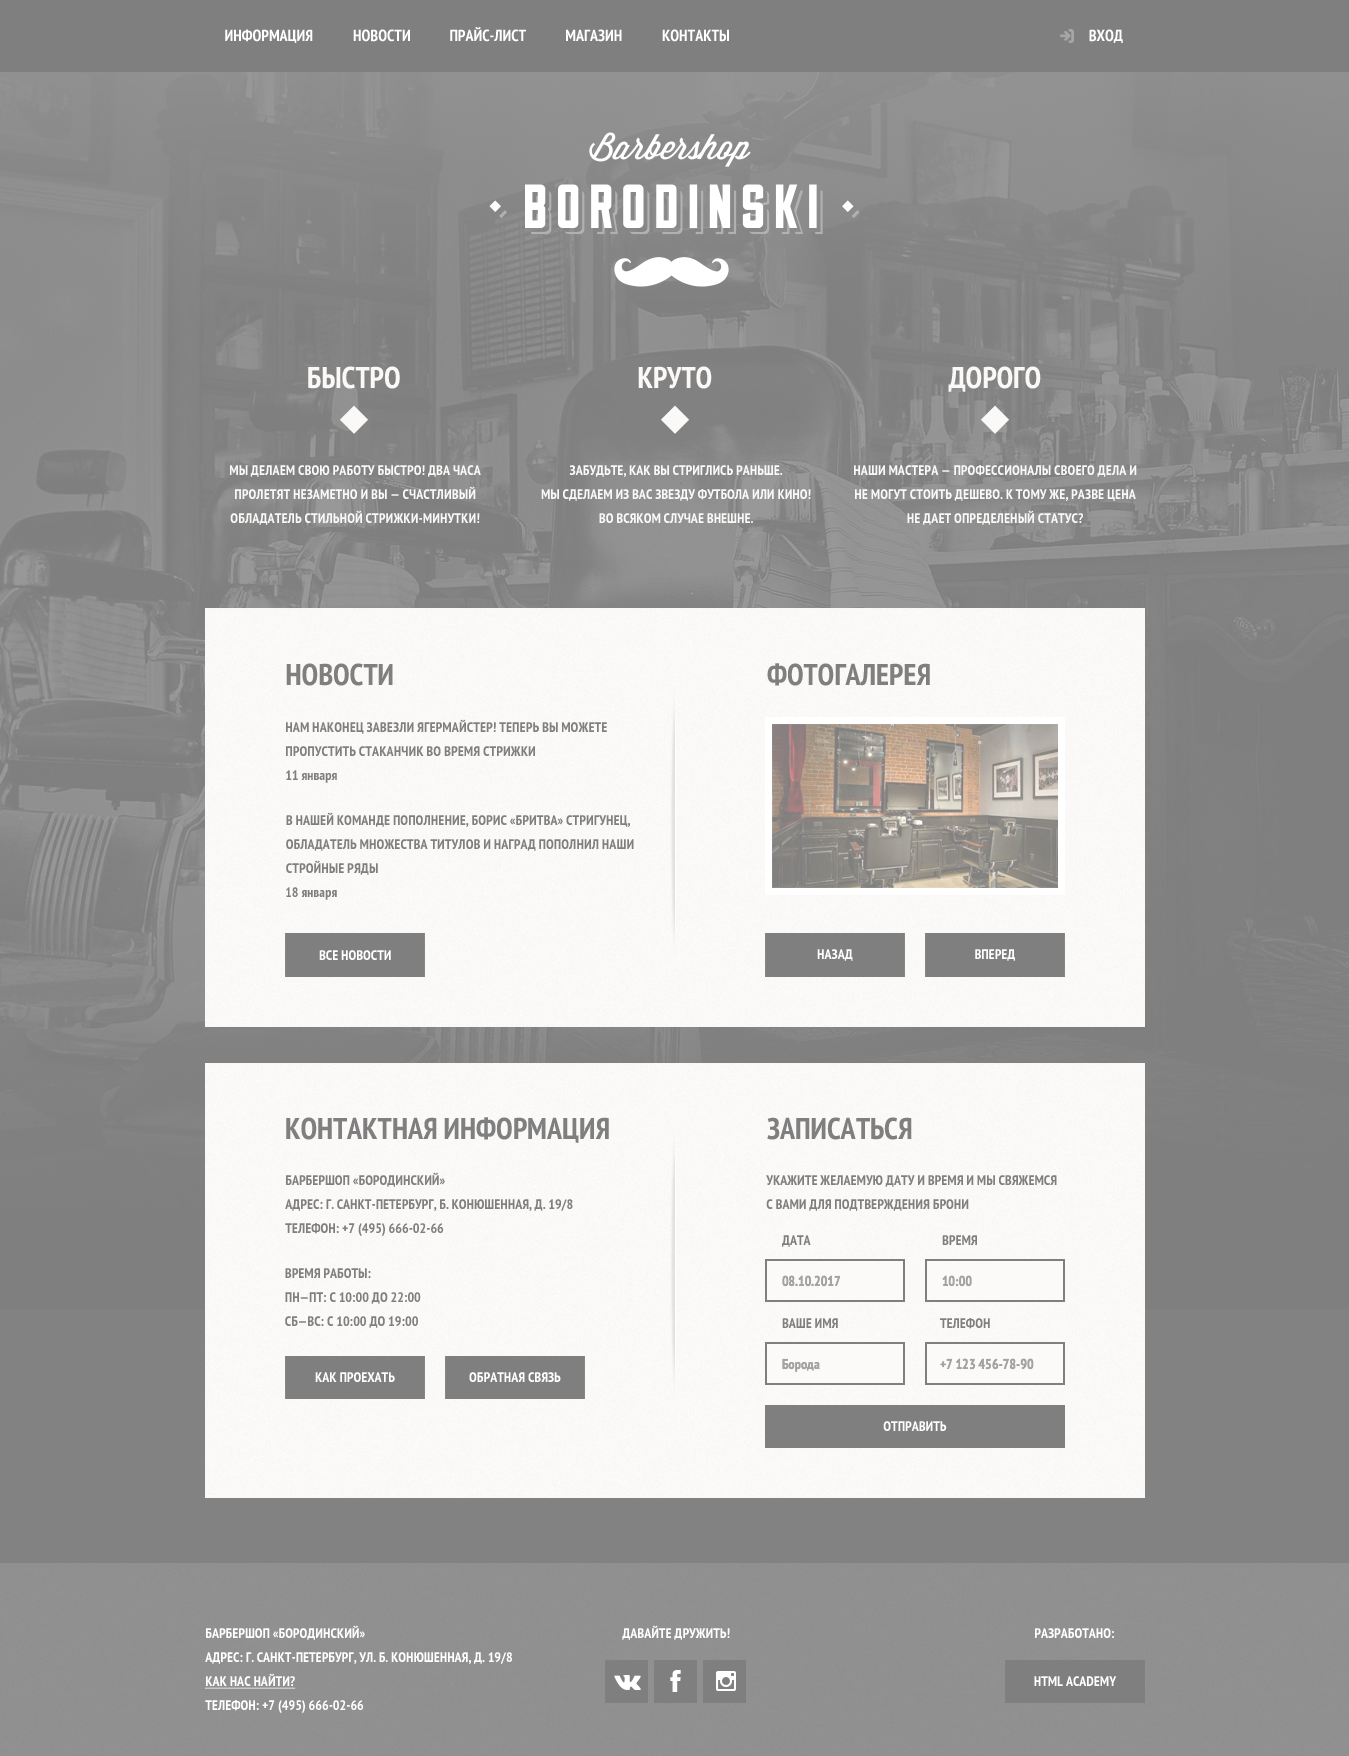 ИНФОРМАЦИЯ НОВОСТИ ПРАЙС-ЛИСТ МАГАЗИН КОНТАКТЫ ВХОД
Barbershop
BORODINSKI
БЫСТРО
МЫ ДЕЛАЕМ СВОЮ РАБОТУ БЫСТРО! ДВА ЧАСА
ПРОЛЕТЯТ НЕЗАМЕТНО И ВЫ — СЧАСТЛИВЫЙ
ОБЛАДАТЕЛЬ СТИЛЬНОЙ СТРИЖКИ-МИНУТКИ!
КРУТО
ЗАБУДЬТЕ, КАК ВЫ СТРИГЛИСЬ РАНЬШЕ.
МЫ СДЕЛАЕМ ИЗ ВАС ЗВЕЗДУ ФУТБОЛА ИЛИ КИНО!
ВО ВСЯКОМ СЛУЧАЕ ВНЕШНЕ.
ДОРОГО
НАШИ МАСТЕРА — ПРОФЕССИОНАЛЫ СВОЕГО ДЕЛА И
НЕ МОГУТ СТОИТЬ ДЕШЕВО. К ТОМУ ЖЕ, РАЗВЕ ЦЕНА
НЕ ДАЕТ ОПРЕДЕЛЕНЫЙ СТАТУС?
НОВОСТИ
НАМ НАКОНЕЦ ЗАВЕЗЛИ ЯГЕРМАЙСТЕР! ТЕПЕРЬ ВЫ МОЖЕТЕ
ПРОПУСТИТЬ СТАКАНЧИК ВО ВРЕМЯ СТРИЖКИ
11 января
В НАШЕЙ КОМАНДЕ ПОПОЛНЕНИЕ, БОРИС «БРИТВА» СТРИГУНЕЦ,
ОБЛАДАТЕЛЬ МНОЖЕСТВА ТИТУЛОВ И НАГРАД ПОПОЛНИЛ НАШИ
СТРОЙНЫЕ РЯДЫ
18 января
ВСЕ НОВОСТИ
ФОТОГАЛЕРЕЯ
НАЗАД ВПЕРЕД
КОНТАКТНАЯ ИНФОРМАЦИЯ
БАРБЕРШОП «БОРОДИНСКИЙ»
АДРЕС: Г. САНКТ-ПЕТЕРБУРГ, Б. КОНЮШЕННАЯ, Д. 19/8
ТЕЛЕФОН: +7 (495) 666-02-66
ВРЕМЯ РАБОТЫ:
ПН—ПТ: С 10:00 ДО 22:00
СБ—ВС: С 10:00 ДО 19:00
КАК ПРОЕХАТЬ ОБРАТНАЯ СВЯЗЬ
ЗАПИСАТЬСЯ
УКАЖИТЕ ЖЕЛАЕМУЮ ДАТУ И ВРЕМЯ И МЫ СВЯЖЕМСЯ
С ВАМИ ДЛЯ ПОДТВЕРЖДЕНИЯ БРОНИ
ДАТА ВРЕМЯ
08.10.2017 10:00
ВАШЕ ИМЯ ТЕЛЕФОН
Борода +7 123 456-78-90
ОТПРАВИТЬ
БАРБЕРШОП «БОРОДИНСКИЙ»
АДРЕС: Г. САНКТ-ПЕТЕРБУРГ, УЛ. Б. КОНЮШЕННАЯ, Д. 19/8
КАК НАС НАЙТИ?
ТЕЛЕФОН: +7 (495) 666-02-66
ДАВАЙТЕ ДРУЖИТЬ!
РАЗРАБОТАНО:
HTML ACADEMY